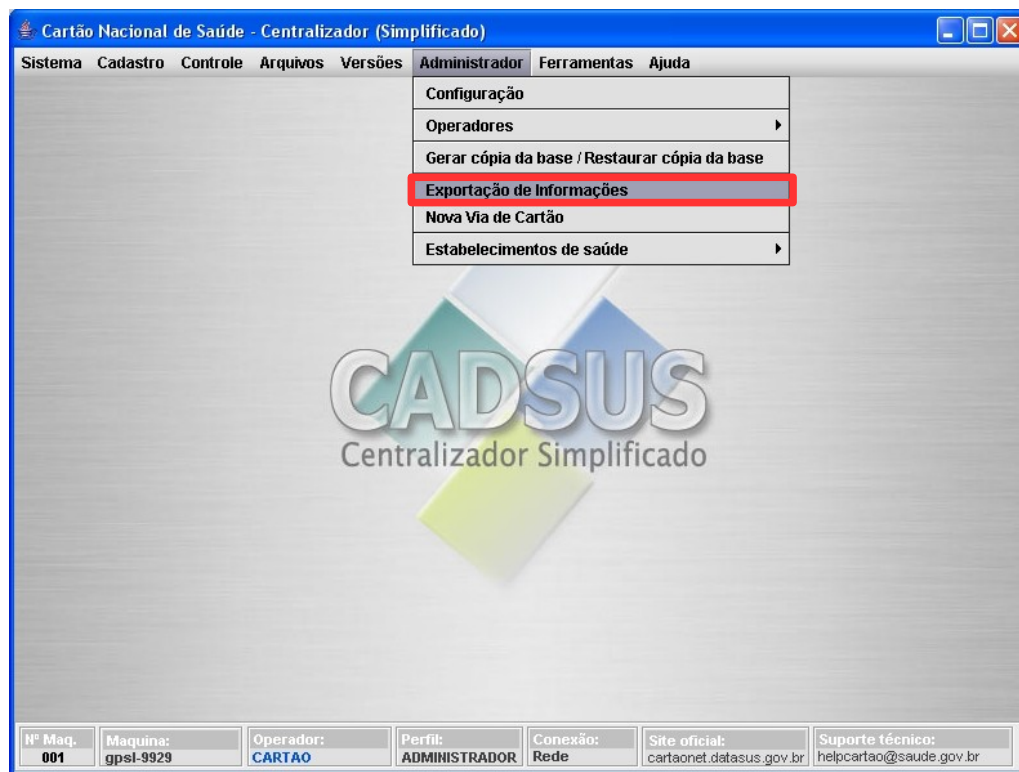 Cartão Nacional de Saúde - Centralizador (Simplificado)
Sistema Cadastro Controle Arquivos Versões Administrador Ferramentas Ajuda
Configuração
Operadores
Gerar cópia da base / Restaurar cópia da base
Exportação de Informações
Nova Via de Cartão
Estabelecimentos de saúde
CADSUS
Centralizador Simplificado
Nº Maq. Maquina: Operador: Perfil: Conexão: Site oficial: Suporte técnico:
001 gpsl-9929 CARTAO ADMINISTRADOR Rede cartaonet.datasus.gov.br helpcartao@saude.gov.br